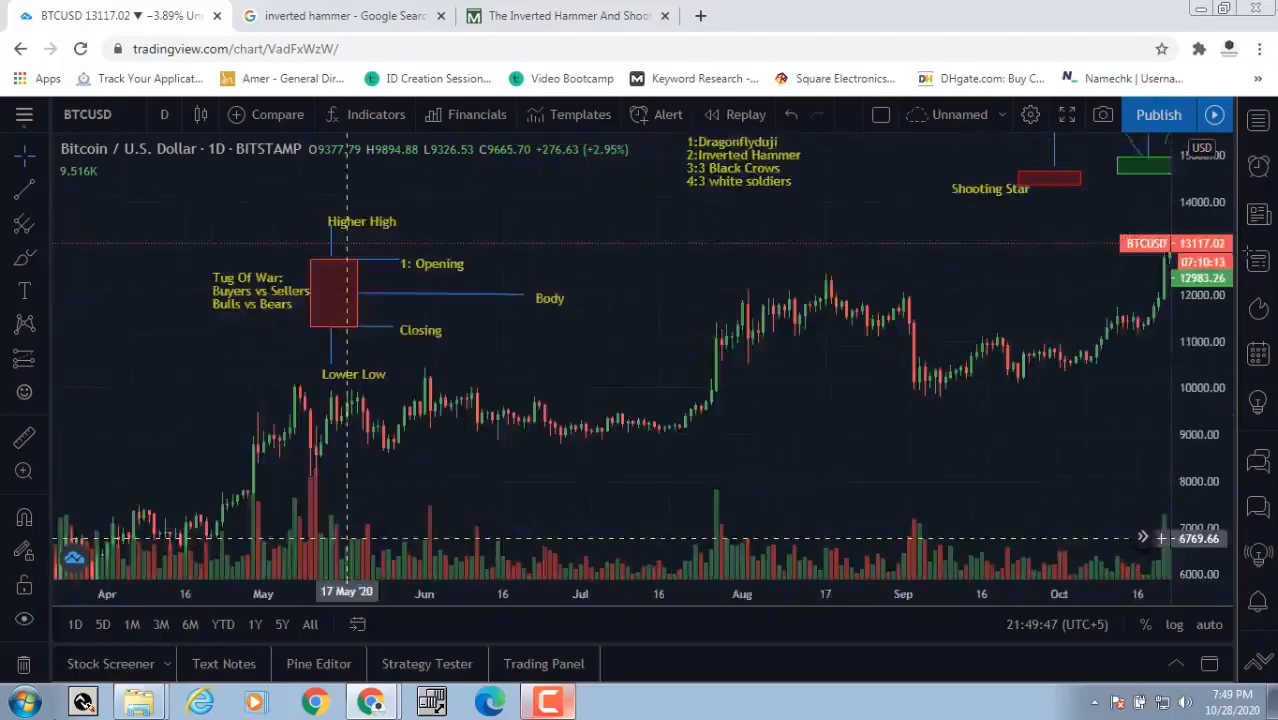 BTCUSD 13117.02 ▼ −3.89% Un
inverted hammer - Google Searc
The Inverted Hammer And Shoo
tradingview.com/chart/VadFxWzW/
Apps
Track Your Applicat...
Amer - General Dir...
ID Creation Session...
Video Bootcamp
Keyword Research -...
Square Electronics...
DHgate.com: Buy C...
Namechk | Userna...
»
BTCUSD
D
Compare
Indicators
Financials
Templates
Alert
Replay
Unnamed
Publish
Bitcoin / U.S. Dollar · 1D · BITSTAMP O9377.79 H9894.88 L9326.53 C9665.70 +276.63 (+2.95%)
9.516K
1:Dragonflyduji
2:Inverted Hammer
3:3 Black Crows
4:3 white soldiers
Shooting Star
USD
15000.00
14000.00
BTCUSD 13117.02
07:10:13
12983.26
12000.00
11000.00
10000.00
9000.00
8000.00
7000.00
6769.66
6000.00
Higher High
1: Opening
Tug Of War:
Buyers vs Sellers
Bulls vs Bears
Body
Closing
Lower Low
Apr
16
May
17 May '20
Jun
16
Jul
16
Aug
17
Sep
16
Oct
16
1D
5D
1M
3M
6M
YTD
1Y
5Y
All
21:49:47 (UTC+5)
%
log
auto
Stock Screener
Text Notes
Pine Editor
Strategy Tester
Trading Panel
7:49 PM
10/28/2020